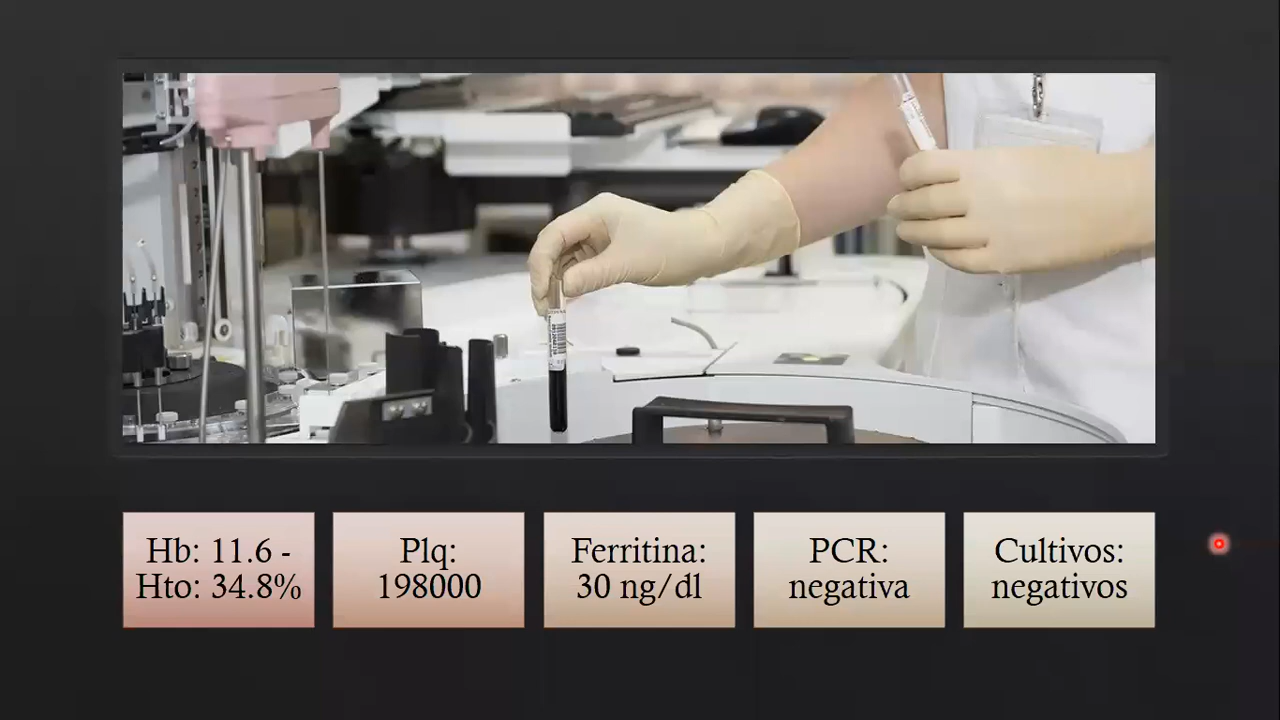 Hb: 11.6 -
Hto: 34.8%
Plq:
198000
Ferritina:
30 ng/dl
PCR:
negativa
Cultivos:
negativos